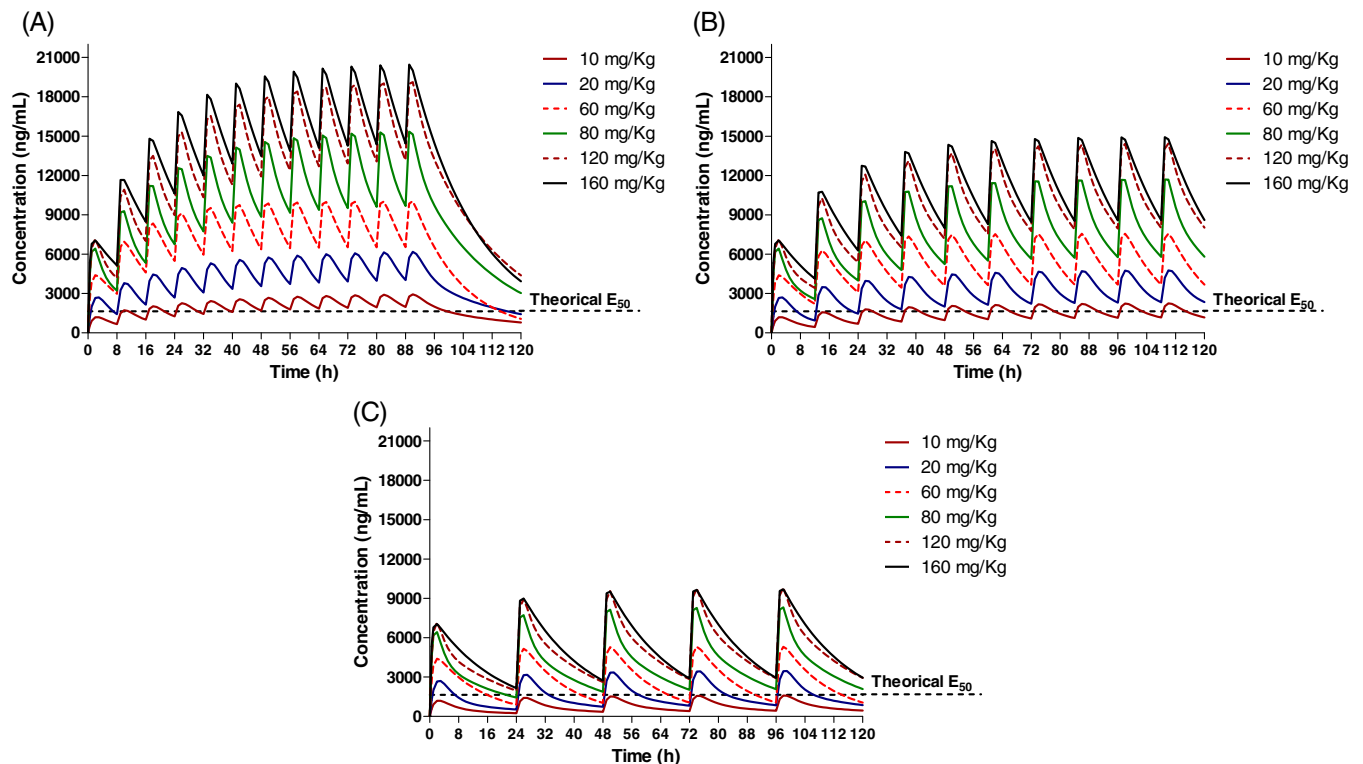 (A)
Concentration (ng/mL)
21000
18000
15000
12000
9000
6000
3000
0
0 8 16 24 32 40 48 56 64 72 80 88 96 104 112 120
Time (h)
10 mg/Kg
20 mg/Kg
60 mg/Kg
80 mg/Kg
120 mg/Kg
160 mg/Kg
Theorical E50
(B)
Concentration (ng/mL)
21000
18000
15000
12000
9000
6000
3000
0
0 8 16 24 32 40 48 56 64 72 80 88 96 104 112 120
Time (h)
10 mg/Kg
20 mg/Kg
60 mg/Kg
80 mg/Kg
120 mg/Kg
160 mg/Kg
Theorical E50
(C)
Concentration (ng/mL)
21000
18000
15000
12000
9000
6000
3000
0
0 8 16 24 32 40 48 56 64 72 80 88 96 104 112 120
Time (h)
10 mg/Kg
20 mg/Kg
60 mg/Kg
80 mg/Kg
120 mg/Kg
160 mg/Kg
Theorical E50